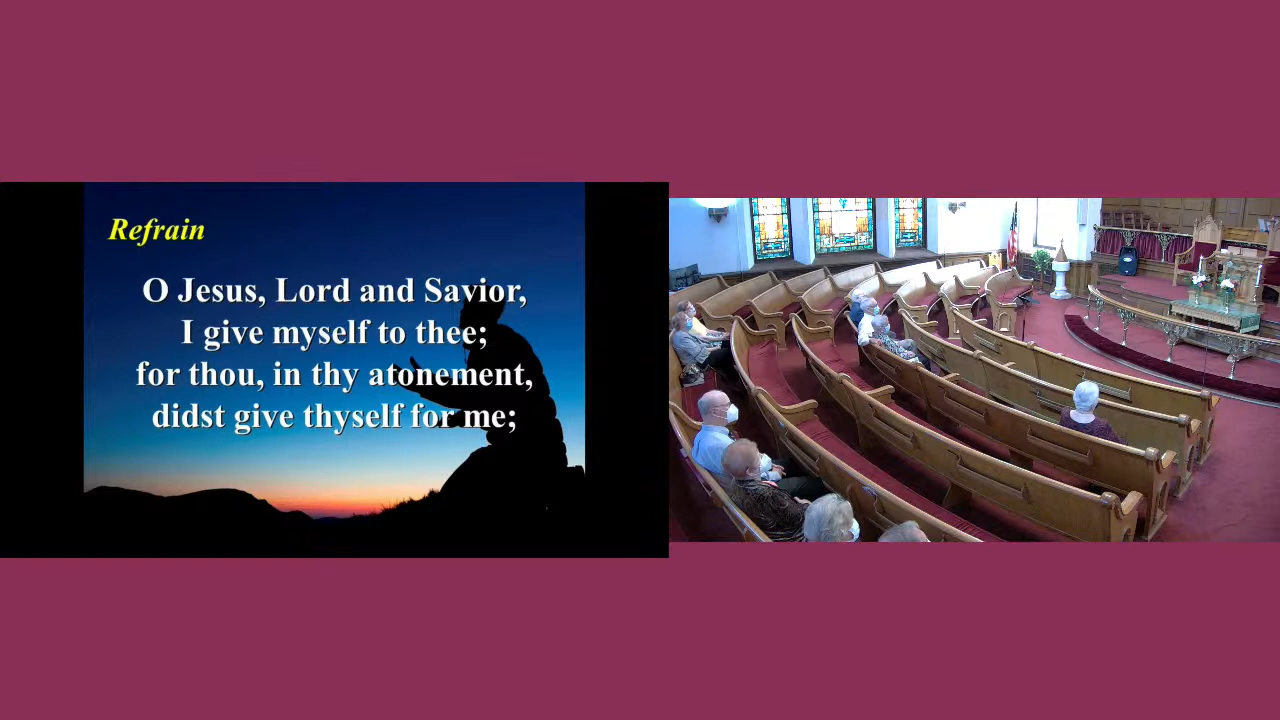 Refrain
O Jesus, Lord and Savior,
I give myself to thee;
for thou, in thy atonement,
didst give thyself for me;